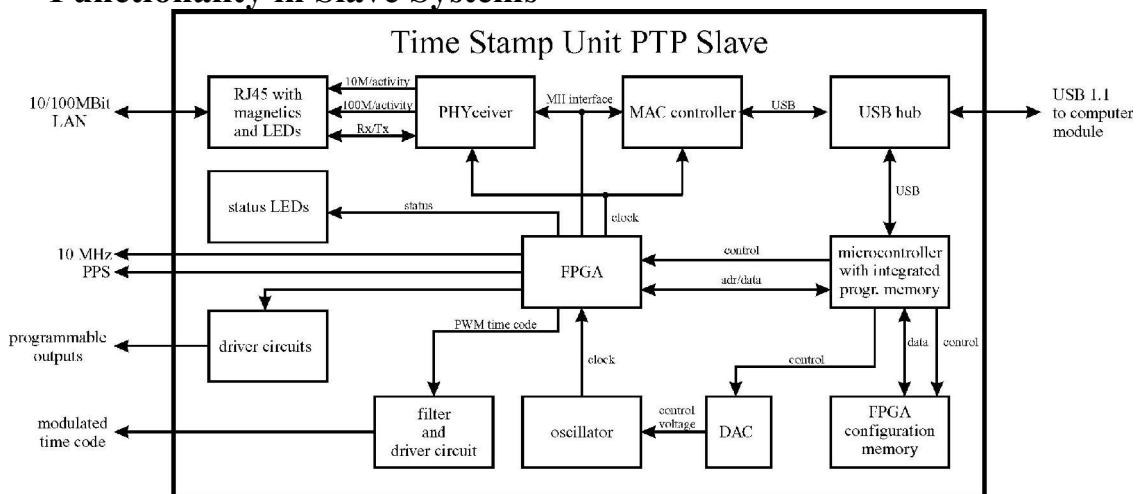 Functionality in Slave Systems
Time Stamp Unit PTP Slave
10/100MBit
LAN
RJ45 with
magnetics
and LEDs
10M/activity
100M/activity
Rx/Tx
PHYceiver
MII interface
MAC controller
USB
USB hub
USB 1.1
to computer
module
status LEDs
status
clock
USB
10 MHz
PPS
FPGA
control
adr/data
microcontroller
with integrated
progr. memory
programmable
outputs
driver circuits
PWM time code
clock
control
data
control
modulated
time code
filter
and
driver circuit
oscillator
control
voltage
DAC
FPGA
configuration
memory